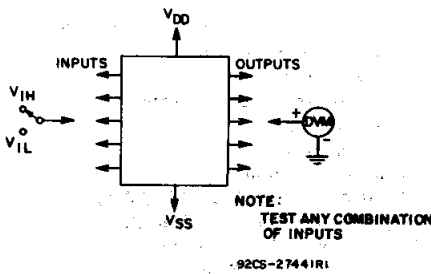 VDD
INPUTS
OUTPUTS
VIH
VIL
+
DVM
-
VSS
NOTE:
TEST ANY COMBINATION
OF INPUTS
92CS-27441R1